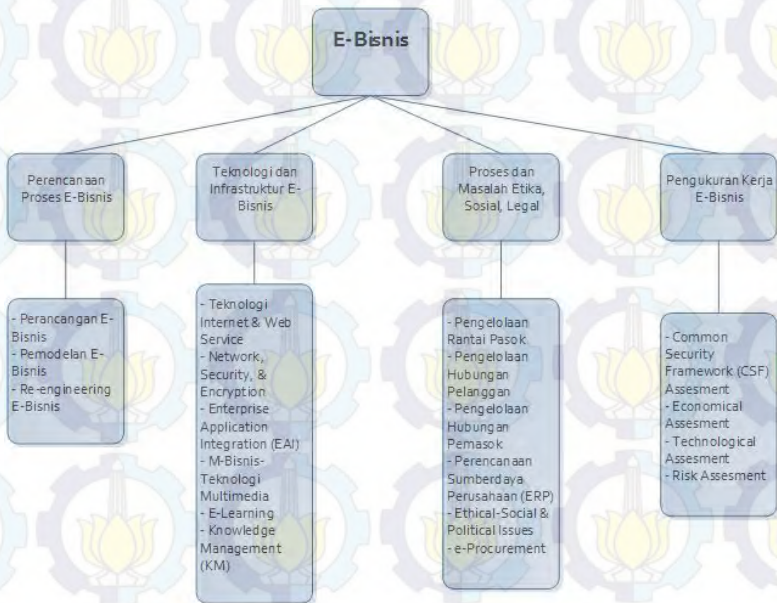 E-Bisnis
Perencanaan
Proses E-Bisnis
Teknologi dan
Infrastruktur E-
Bisnis
Proses dan
Masalah Etika,
Sosial, Legal
Pengukuran Kerja
E-Bisnis
- Perancangan E-
Bisnis
- Pemodelan E-
Bisnis
- Re-engineering
E-Bisnis
- Teknologi
Internet & Web
Service
- Network,
Security, &
Encryption
- Enterprise
Application
Integration (EAI)
- M-Bisnis-
Teknologi
Multimedia
- E-Learning
- Knowledge
Management
(KM)
- Pengelolaan
Rantai Pasok
- Pengelolaan
Hubungan
Pelanggan
- Pengelolaan
Hubungan
Pemasok
- Perencanaan
Sumberdaya
Perusahaan (ERP)
- Ethical-Social &
Political Issues
- e-Procurement
- Common
Security
Framework (CSF)
Assesment
- Economical
Assesment
- Technological
Assesment
- Risk Assesment